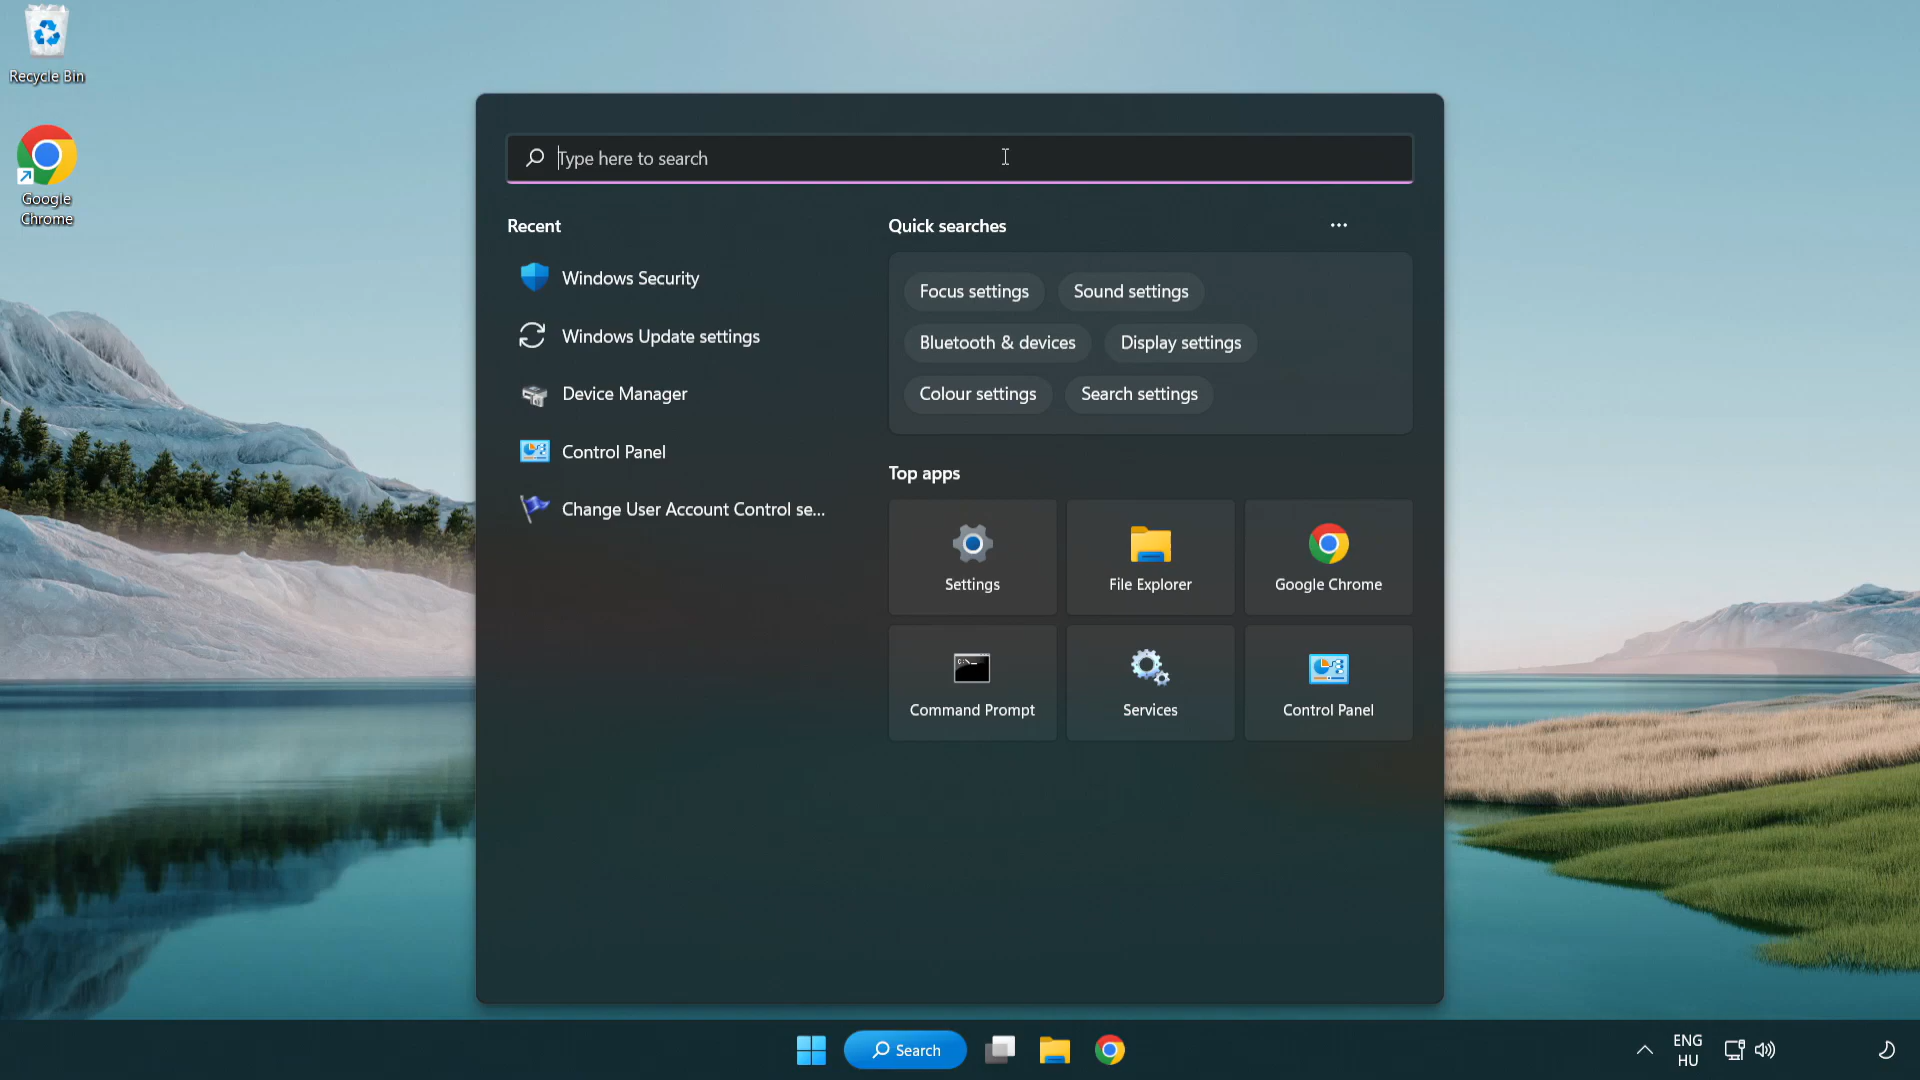 Recycle Bin
Google
Chrome
Type here to search
Recent
Windows Security
Windows Update settings
Device Manager
Control Panel
Change User Account Control se...
Quick searches
Focus settings
Sound settings
Bluetooth & devices
Display settings
Colour settings
Search settings
Top apps
Settings
File Explorer
Google Chrome
Command Prompt
Services
Control Panel
Search
ENG
HU